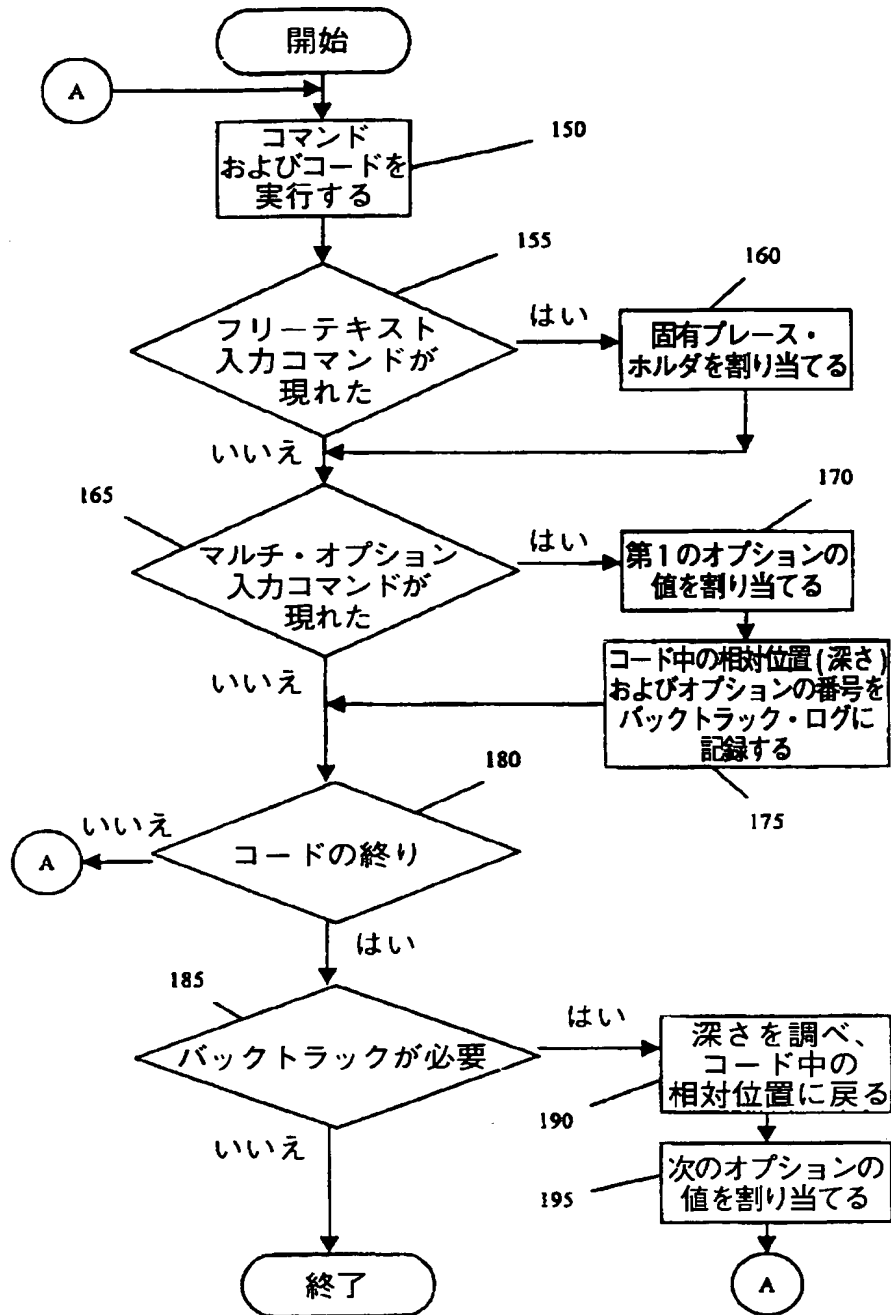 開始
A
コマンド
およびコードを
実行する
150
155
フリーテキスト
入力コマンドが
現れた
はい
160
固有プレース・
ホルダを割り当てる
いいえ
165
マルチ・オプション
入力コマンドが
現れた
はい
170
第1のオプションの
値を割り当てる
いいえ
コード中の相対位置(深さ)
およびオプションの番号を
バックトラック・ログに
記録する
175
180
コードの終り
いいえ
A
はい
185
バックトラックが必要
はい
深さを調べ、
コード中の
相対位置に戻る
190
いいえ
次のオプションの
値を割り当てる
195
終了
A